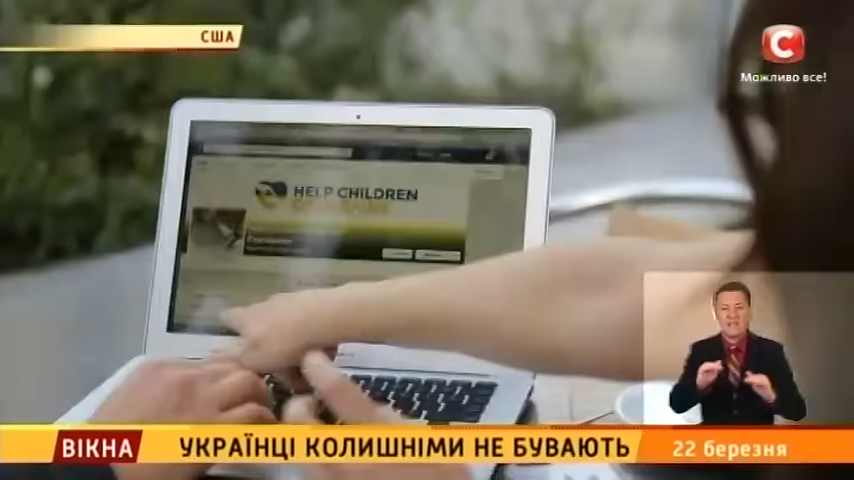 США
С
Можливо все!
HELP CHILDREN
ВІКНА
УКРАЇНЦІ КОЛИШНІМИ НЕ БУВАЮТЬ
22 березня